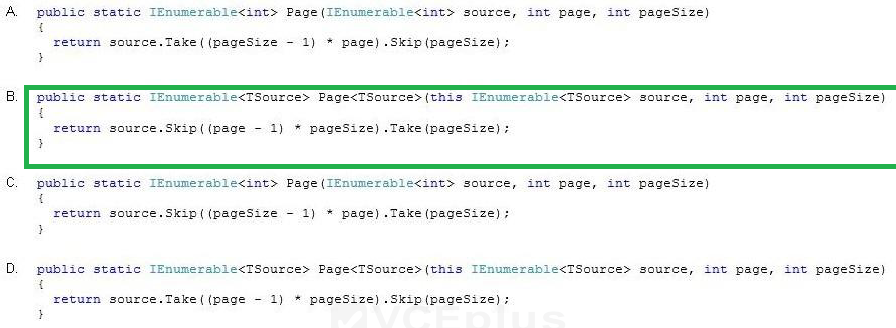 A. public static IEnumerable<int> Page(IEnumerable<int> source, int page, int pageSize)
{
return source.Take((pageSize - 1) * page).Skip(pageSize);
}
B. public static IEnumerable<TSource> Page<TSource>(this IEnumerable<TSource> source, int page, int pageSize)
{
return source.Skip((page - 1) * pageSize).Take(pageSize);
}
C. public static IEnumerable<int> Page(IEnumerable<int> source, int page, int pageSize)
{
return source.Skip((pageSize - 1) * page).Take(pageSize);
}
D. public static IEnumerable<TSource> Page<TSource>(this IEnumerable<TSource> source, int page, int pageSize)
{
return source.Take((page - 1) * pageSize).Skip(pageSize);
}
VCEplus